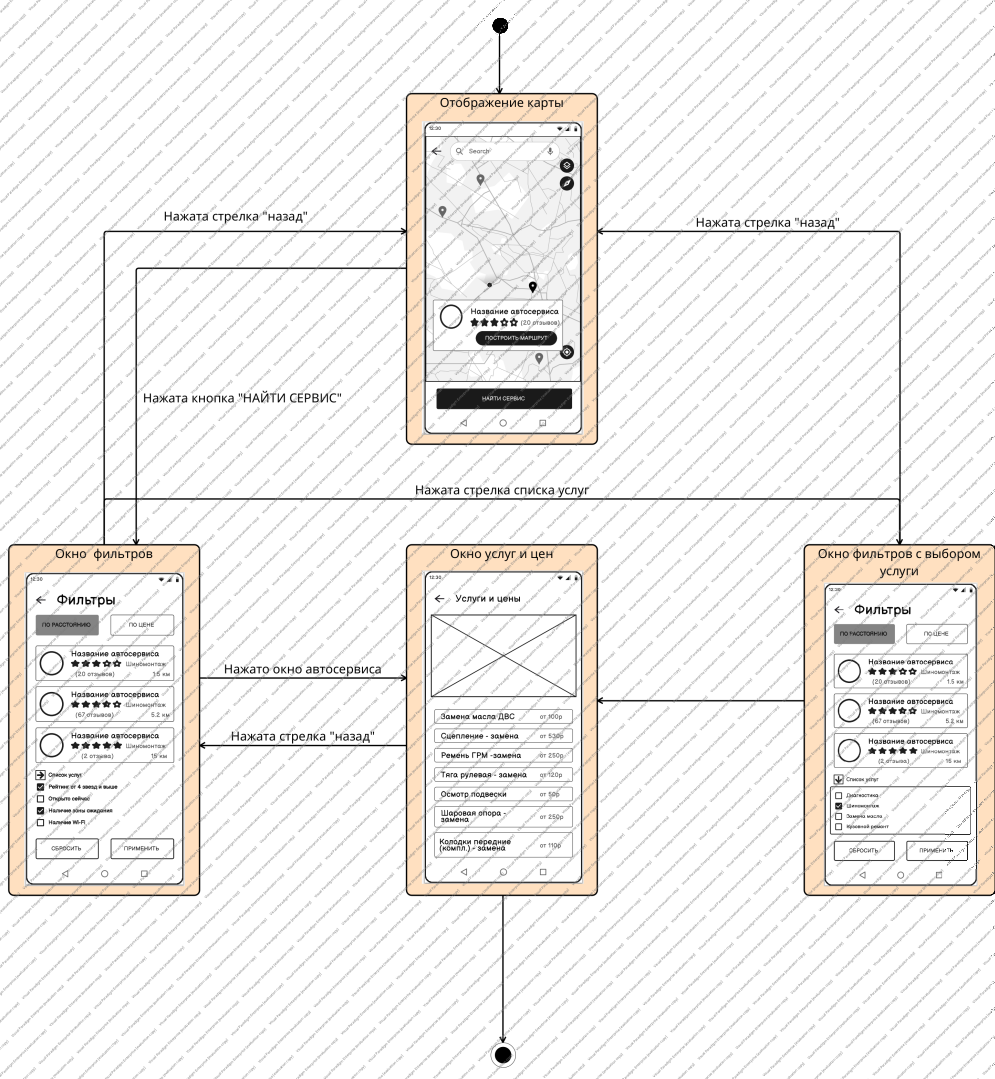 Отображение карты
12:30
Search
Название автосервиса
(20 отзывов)
ПОСТРОИТЬ МАРШРУТ
НАЙТИ СЕРВИС
Нажата стрелка "назад"
Нажата стрелка "назад"
Нажата кнопка "НАЙТИ СЕРВИС"
Нажата стрелка списка услуг
Окно фильтров
12:30
Фильтры
ПО РАССТОЯНИЮ
ПО ЦЕНЕ
Название автосервиса
Шиномонтаж
(20 отзывов)
1.5 км
Название автосервиса
Шиномонтаж
(67 отзывов)
5.2 км
Название автосервиса
Шиномонтаж
(2 отзыва)
15 км
Список услуг
Рейтинг от 4 звезд и выше
Открыто сейчас
Наличие зоны ожидания
Наличие Wi-Fi
СБРОСИТЬ
ПРИМЕНИТЬ
Нажато окно автосервиса
Нажата стрелка "назад"
Окно услуг и цен
12:30
Услуги и цены
Замена масла ДВС от 100р
Сцепление - замена от 530р
Ремень ГРМ -замена от 250р
Тяга рулевая - замена от 120р
Осмотр подвески от 50р
Шаровая опора -
замена от 250р
Колодки передние
(компл.) - замена от 110р
Окно фильтров с выбором
услуги
12:30
Фильтры
ПО РАССТОЯНИЮ
ПО ЦЕНЕ
Название автосервиса
Шиномонтаж
(20 отзывов)
1.5 км
Название автосервиса
Шиномонтаж
(67 отзывов)
5.2 км
Название автосервиса
Шиномонтаж
(2 отзыва)
16 км
Список услуг
Диагностика
Шиномонтаж
Замена масла
Кузовной ремонт
СБРОСИТЬ
ПРИМЕНИТЬ